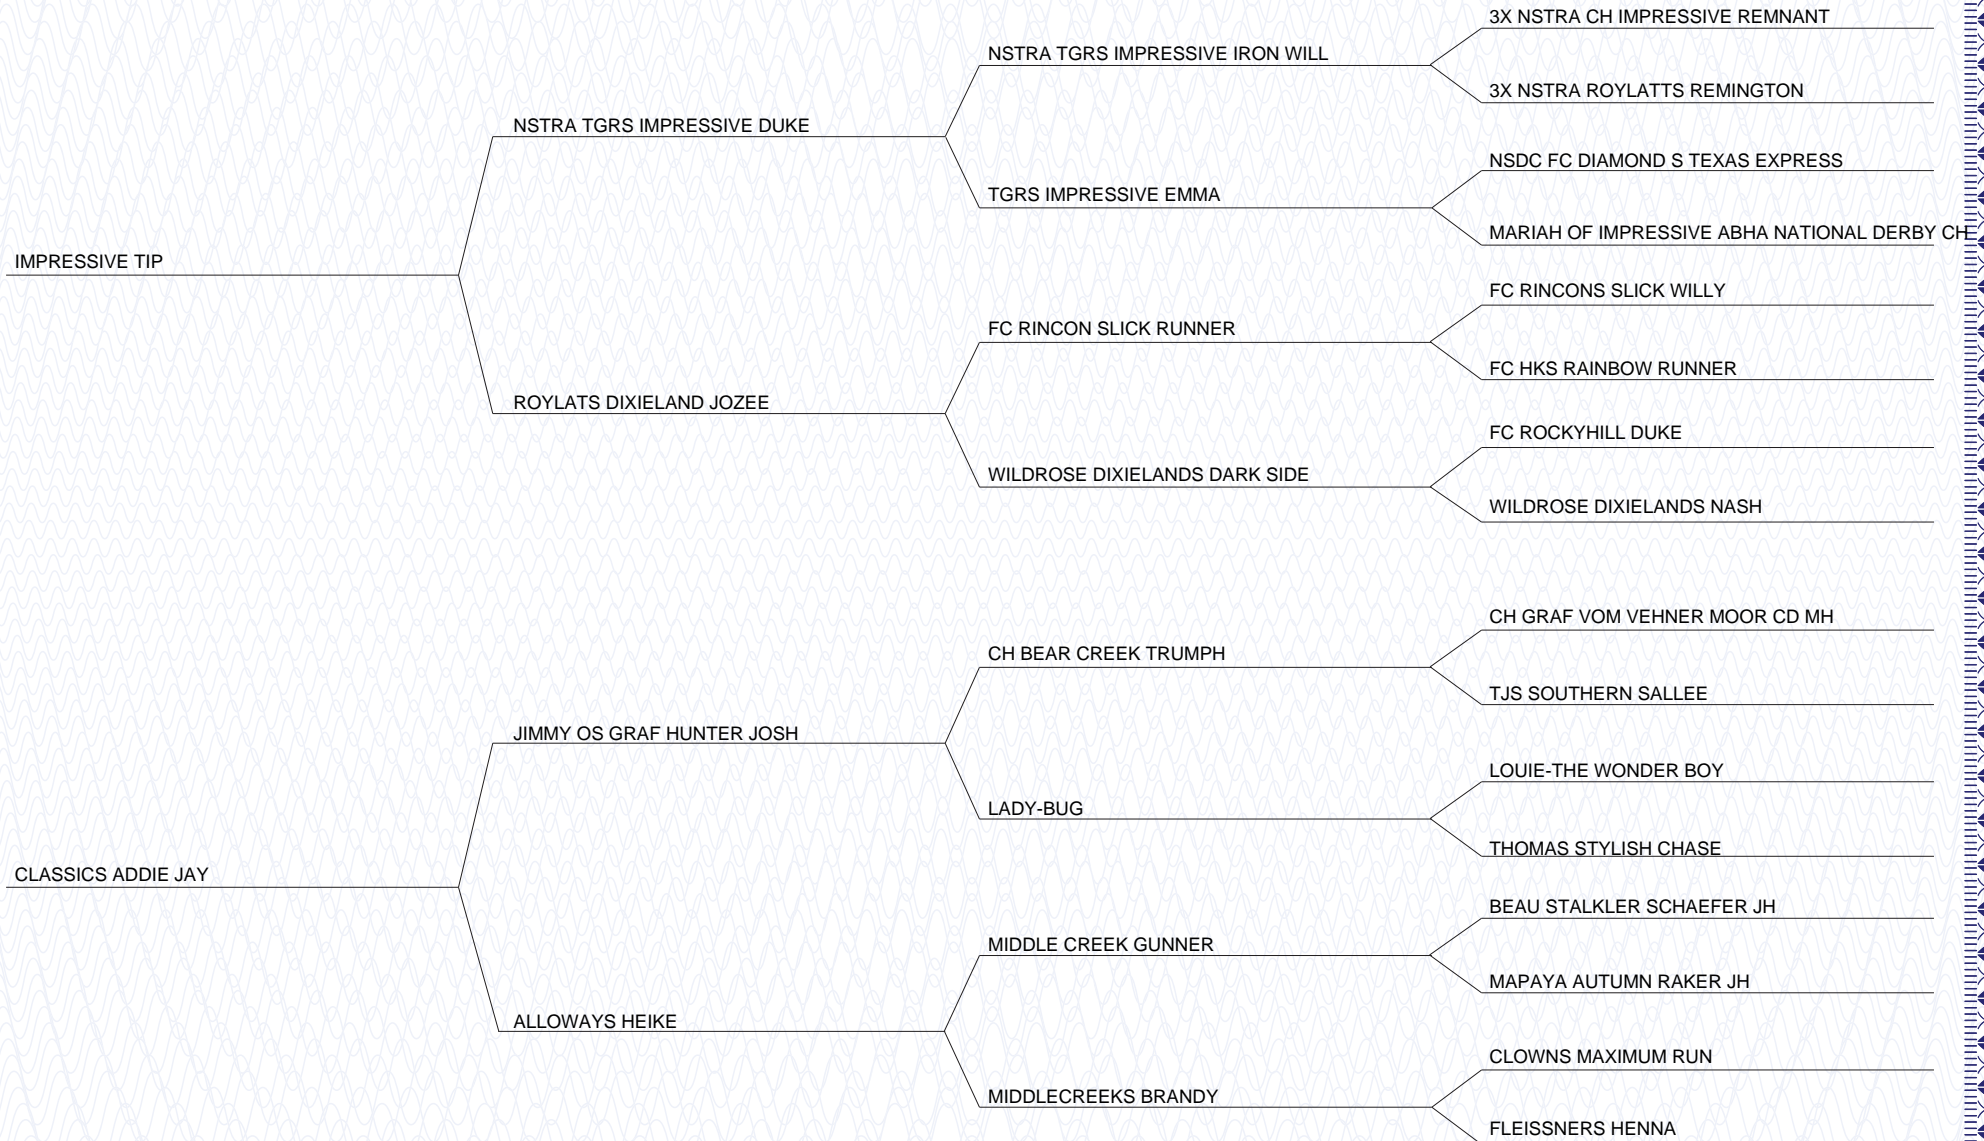 3X NSTRA CH IMPRESSIVE REMNANT
NSTRA TGRS IMPRESSIVE IRON WILL
3X NSTRA ROYLATTS REMINGTON
NSTRA TGRS IMPRESSIVE DUKE
NSDC FC DIAMOND S TEXAS EXPRESS
TGRS IMPRESSIVE EMMA
MARIAH OF IMPRESSIVE ABHA NATIONAL DERBY CH
IMPRESSIVE TIP
FC RINCONS SLICK WILLY
FC RINCON SLICK RUNNER
FC HKS RAINBOW RUNNER
ROYLATS DIXIELAND JOZEE
FC ROCKYHILL DUKE
WILDROSE DIXIELANDS DARK SIDE
WILDROSE DIXIELANDS NASH
CH GRAF VOM VEHNER MOOR CD MH
CH BEAR CREEK TRUMPH
TJS SOUTHERN SALLEE
JIMMY OS GRAF HUNTER JOSH
LOUIE-THE WONDER BOY
LADY-BUG
THOMAS STYLISH CHASE
CLASSICS ADDIE JAY
BEAU STALKLER SCHAEFER JH
MIDDLE CREEK GUNNER
MAPAYA AUTUMN RAKER JH
ALLOWAYS HEIKE
CLOWNS MAXIMUM RUN
MIDDLECREEKS BRANDY
FLEISSNERS HENNA